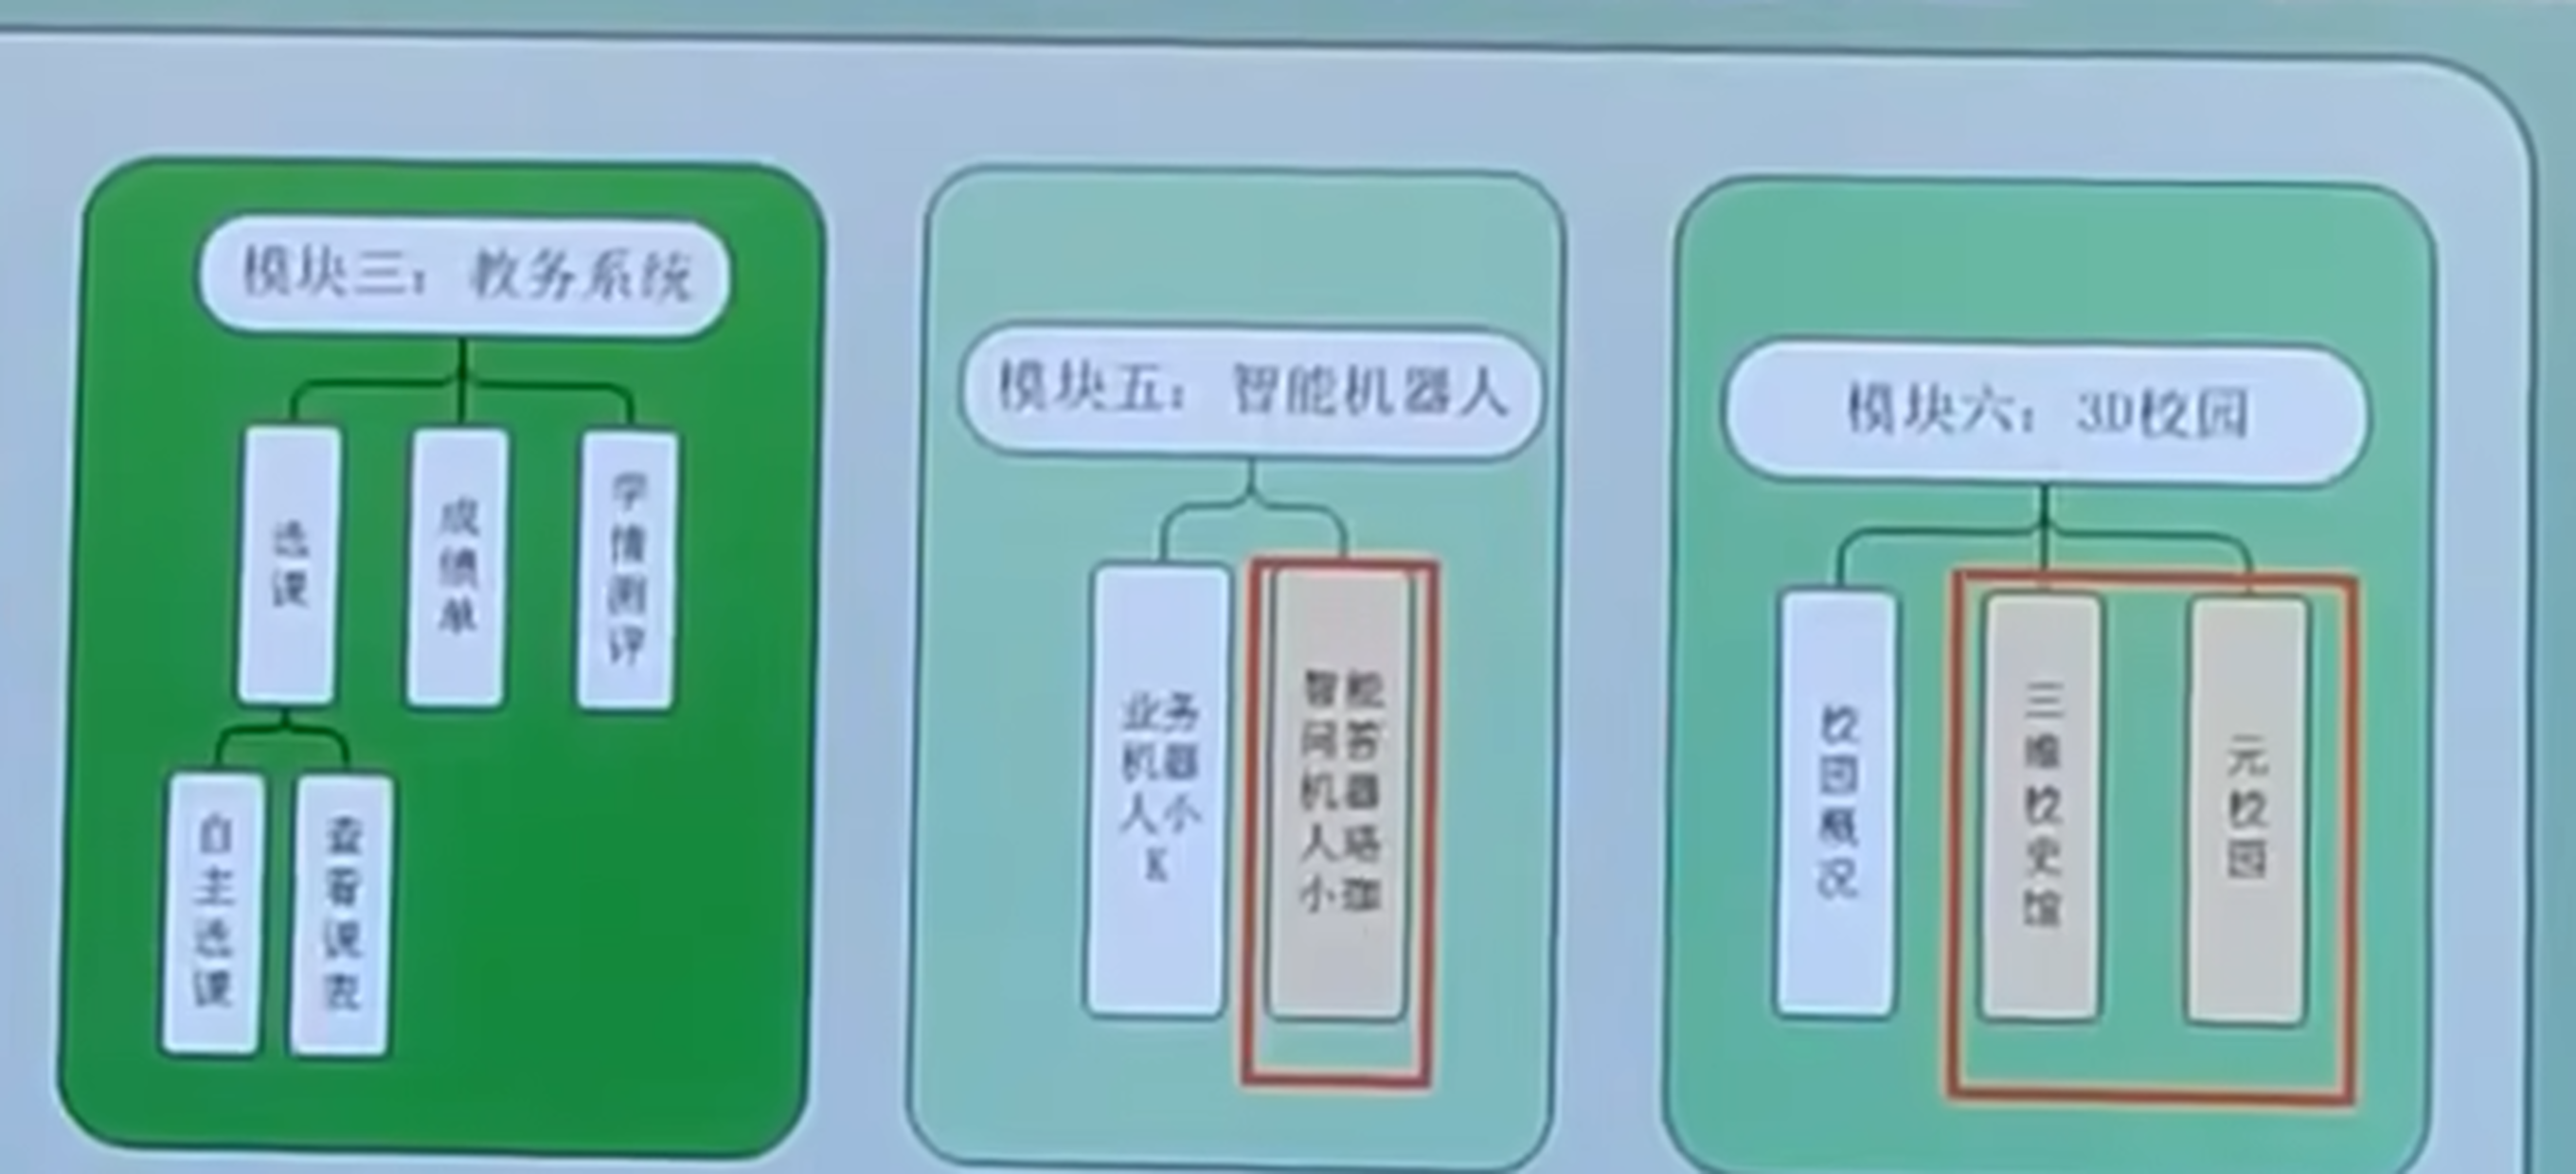 模块三：教务系统
选课
成绩单
学情测评
自主选课
查看课表
模块五：智能机器人
业务
机器
人小
K
智能
问答
机器
人塔
小珈
模块六：3D校园
校园概况
三维校史馆
元校园